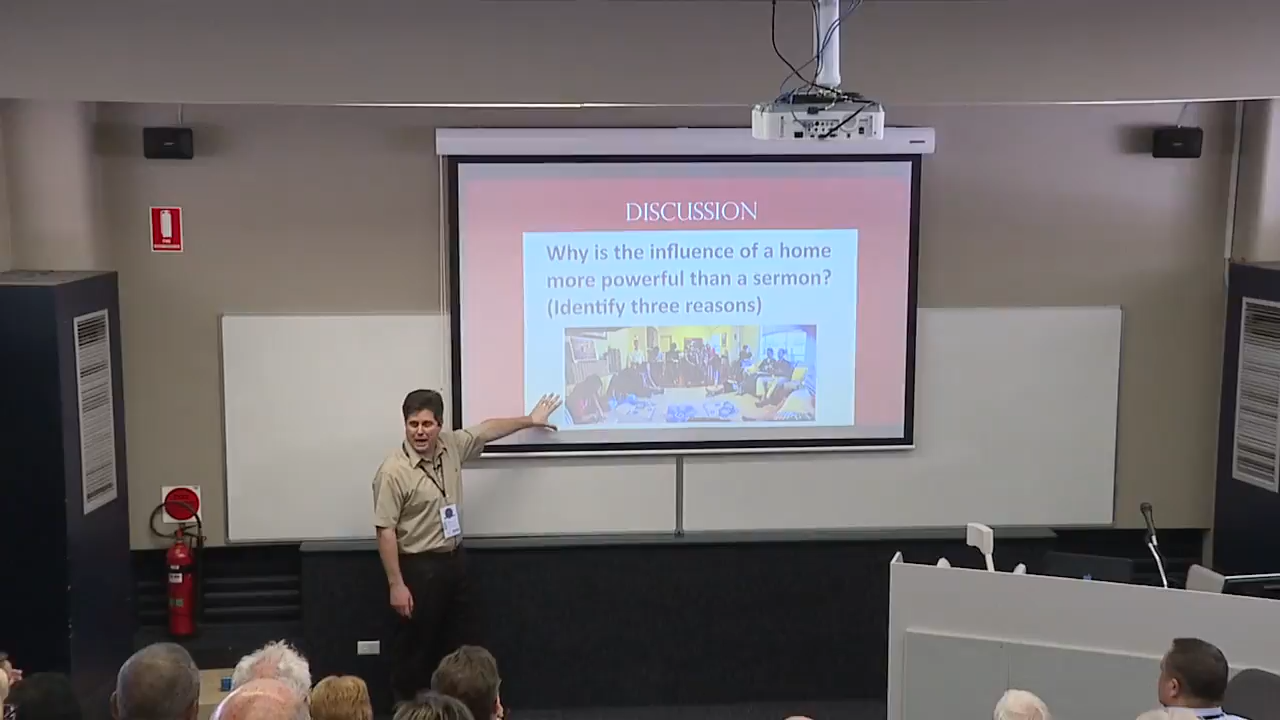 DISCUSSION
Why is the influence of a home
more powerful than a sermon?
(Identify three reasons)